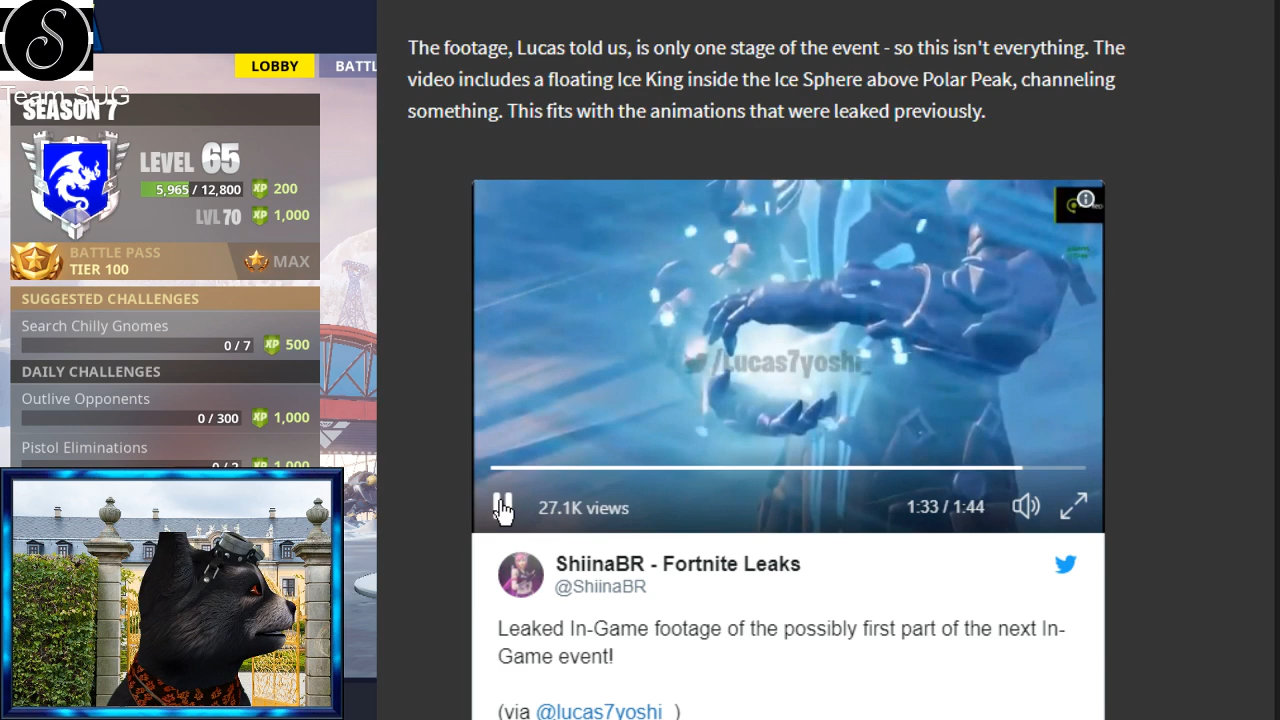 S
Team SUG
LOBBY
BATTL
SEASON 7
LEVEL 65
5,965 / 12,800 XP 200
LVL 70 XP 1,000
BATTLE PASS
TIER 100
MAX
SUGGESTED CHALLENGES
Search Chilly Gnomes
0 / 7 XP 500
DAILY CHALLENGES
Outlive Opponents
0 / 300 XP 1,000
Pistol Eliminations
The footage, Lucas told us, is only one stage of the event - so this isn't everything. The
video includes a floating Ice King inside the Ice Sphere above Polar Peak, channeling
something. This fits with the animations that were leaked previously.
/Lucas7yoshi_
27.1K views
1:33 / 1:44
ShiinaBR - Fortnite Leaks
@ShiinaBR
Leaked In-Game footage of the possibly first part of the next In-
Game event!
(via @lucas7yoshi_)